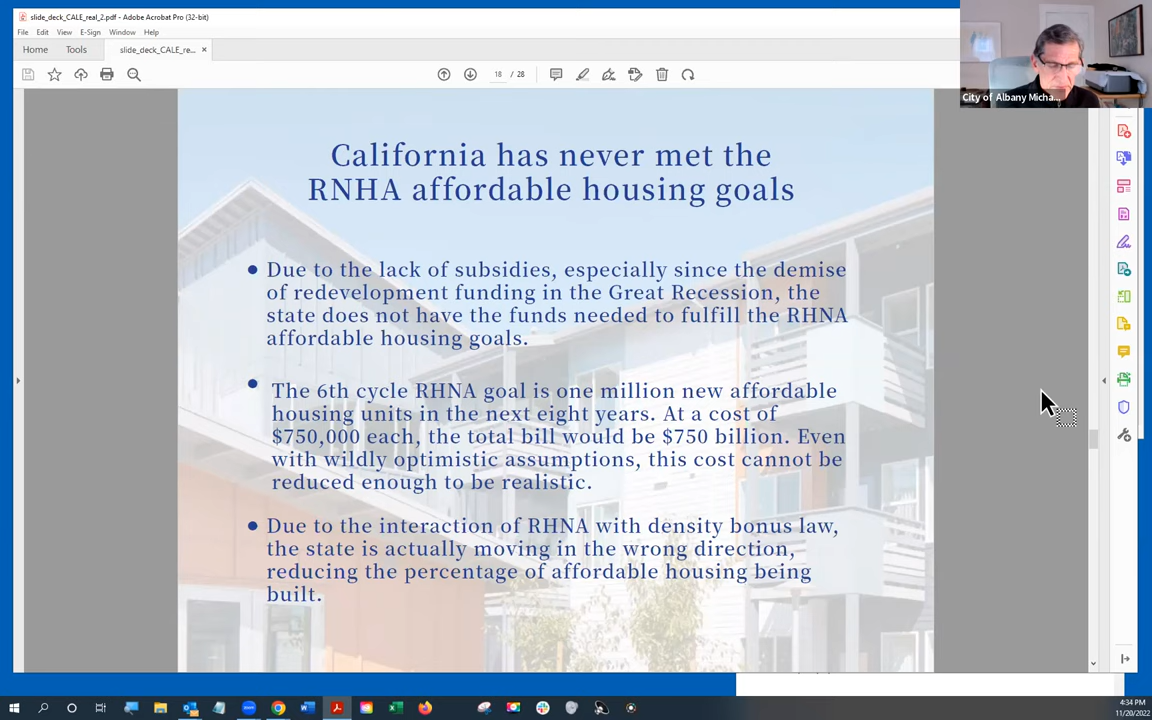 slide_deck_CALE_real_2.pdf - Adobe Acrobat Pro (32-bit)
File Edit View E-Sign Window Help
Home Tools slide_deck_CALE_re... ×
18 / 28
City of Albany Micha...
California has never met the
RNHA affordable housing goals
• Due to the lack of subsidies, especially since the demise
of redevelopment funding in the Great Recession, the
state does not have the funds needed to fulfill the RHNA
affordable housing goals.
• The 6th cycle RHNA goal is one million new affordable
housing units in the next eight years. At a cost of
$750,000 each, the total bill would be $750 billion. Even
with wildly optimistic assumptions, this cost cannot be
reduced enough to be realistic.
• Due to the interaction of RHNA with density bonus law,
the state is actually moving in the wrong direction,
reducing the percentage of affordable housing being
built.
4:34 PM
11/20/2022